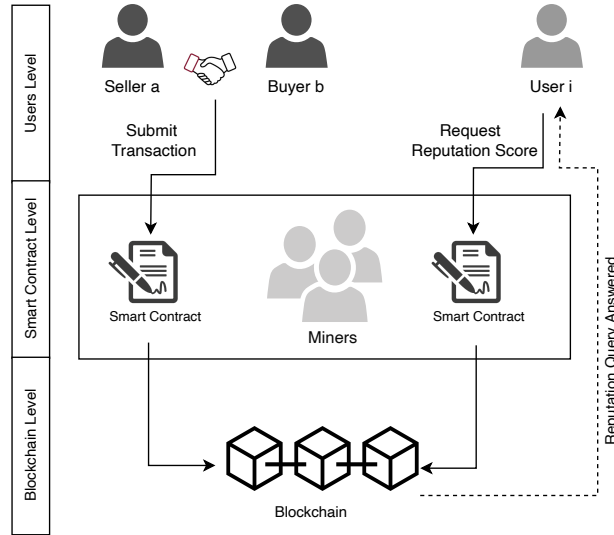 Users Level
Seller a
Buyer b
User i
Submit
Transaction
Request
Reputation Score
Smart Contract Level
Smart Contract
Miners
Smart Contract
Reputation Query Answered
Blockchain Level
Blockchain